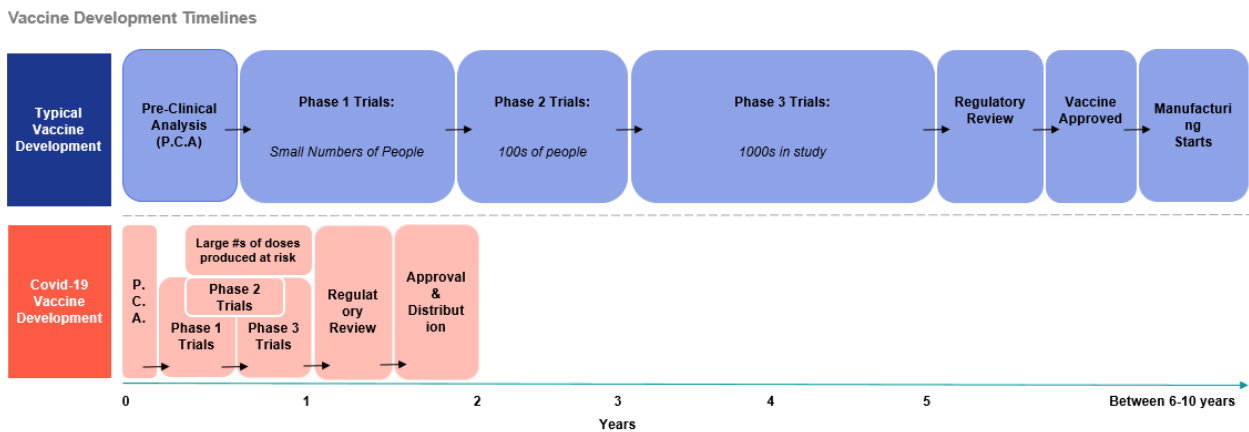 Vaccine Development Timelines
Typical
Vaccine
Development
Pre-Clinical
Analysis
(P.C.A)
Phase 1 Trials:
Small Numbers of People
Phase 2 Trials:
100s of people
Phase 3 Trials:
1000s in study
Regulatory
Review
Vaccine
Approved
Manufacturi
ng
Starts
Covid-19
Vaccine
Development
P.
C.
A.
Large #s of doses
produced at risk
Phase 2
Trials
Phase 1
Trials
Phase 3
Trials
Regulat
ory
Review
Approval
&
Distribut
ion
0
1
2
3
4
5
Between 6-10 years
Years